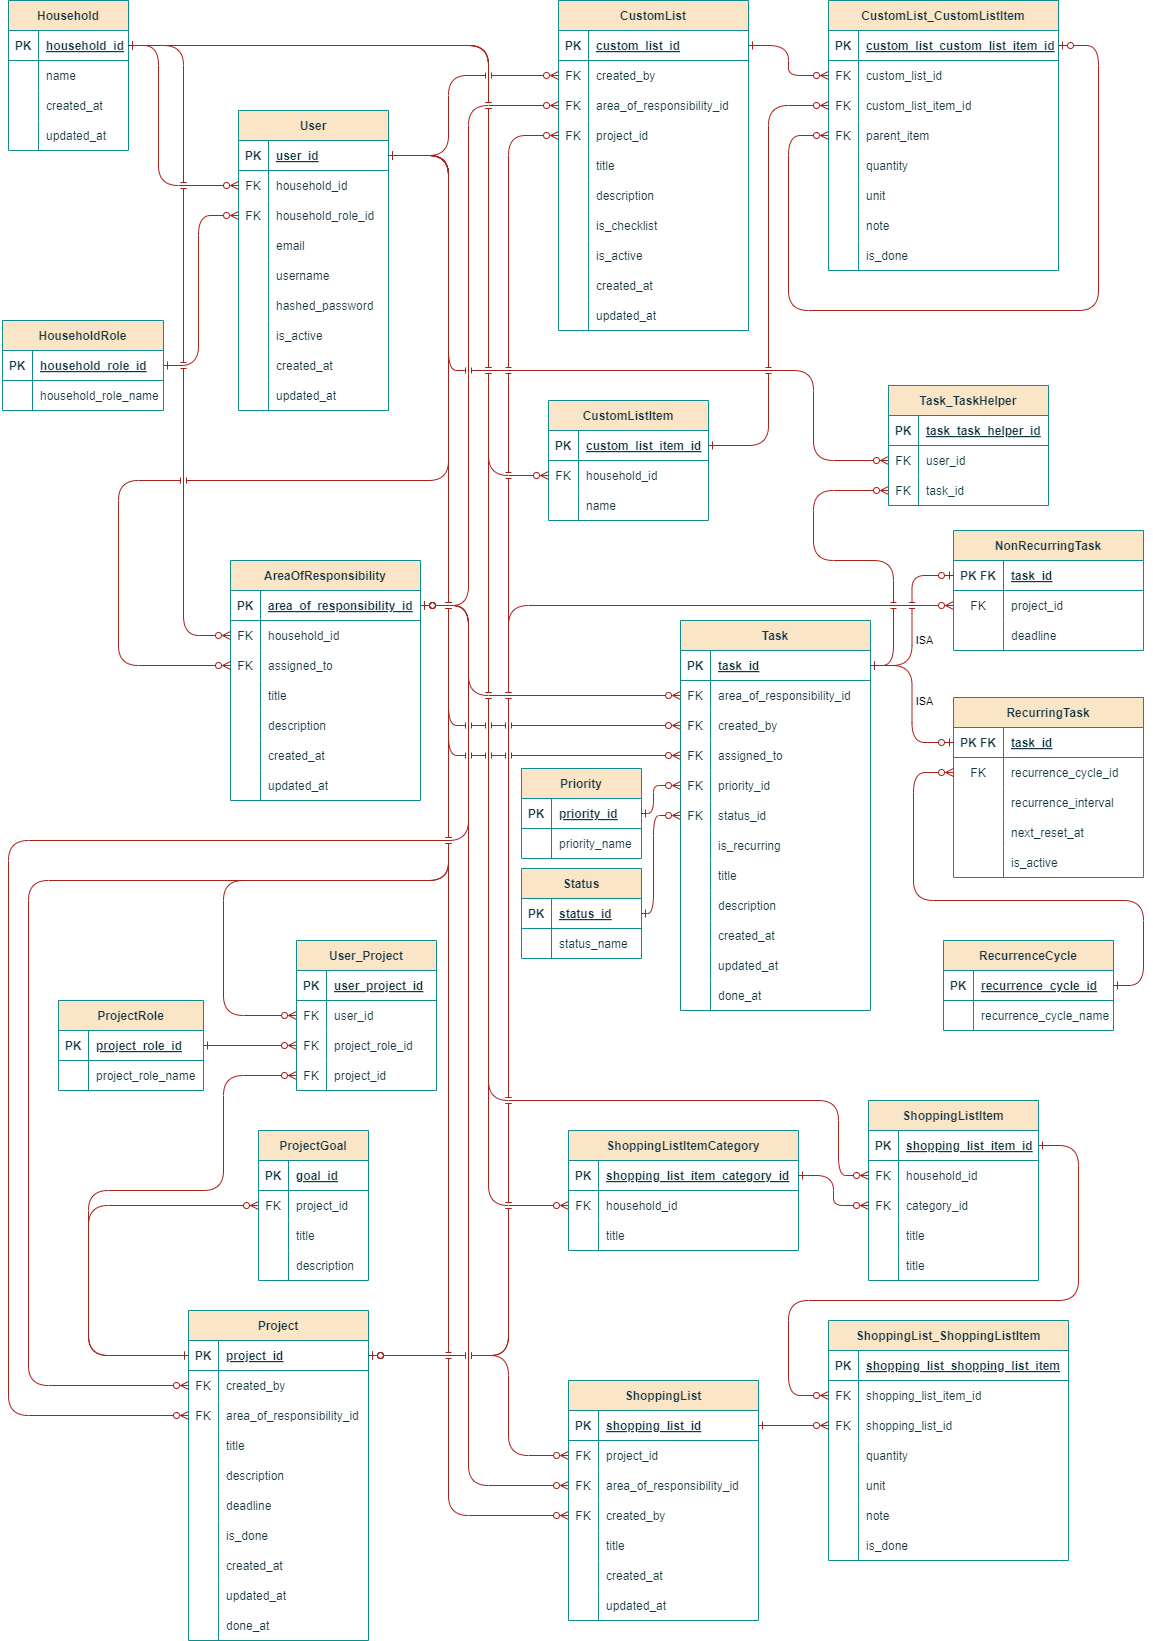 Household
PK household_id
name
created_at
updated_at
User
PK user_id
FK household_id
FK household_role_id
email
username
hashed_password
is_active
created_at
updated_at
HouseholdRole
PK household_role_id
household_role_name
CustomList
PK custom_list_id
FK created_by
FK area_of_responsibility_id
FK project_id
title
description
is_checklist
is_active
created_at
updated_at
CustomList_CustomListItem
PK custom_list_custom_list_item_id
FK custom_list_id
FK custom_list_item_id
FK parent_item
quantity
unit
note
is_done
CustomListItem
PK custom_list_item_id
FK household_id
name
Task_TaskHelper
PK task_task_helper_id
FK user_id
FK task_id
NonRecurringTask
PK FK task_id
FK project_id
deadline
ISA
ISA
RecurringTask
PK FK task_id
FK recurrence_cycle_id
recurrence_interval
next_reset_at
is_active
RecurrenceCycle
PK recurrence_cycle_id
recurrence_cycle_name
AreaOfResponsibility
PK area_of_responsibility_id
FK household_id
FK assigned_to
title
description
created_at
updated_at
Task
PK task_id
FK area_of_responsibility_id
FK created_by
FK assigned_to
FK priority_id
FK status_id
is_recurring
title
description
created_at
updated_at
done_at
Priority
PK priority_id
priority_name
Status
PK status_id
status_name
User_Project
PK user_project_id
FK user_id
FK project_role_id
FK project_id
ProjectRole
PK project_role_id
project_role_name
ProjectGoal
PK goal_id
FK project_id
title
description
Project
PK project_id
FK created_by
FK area_of_responsibility_id
title
description
deadline
is_done
created_at
updated_at
done_at
ShoppingListItemCategory
PK shopping_list_item_category_id
FK household_id
title
ShoppingListItem
PK shopping_list_item_id
FK household_id
FK category_id
title
title
ShoppingList
PK shopping_list_id
FK project_id
FK area_of_responsibility_id
FK created_by
title
created_at
updated_at
ShoppingList_ShoppingListItem
PK shopping_list_shopping_list_item
FK shopping_list_item_id
FK shopping_list_id
quantity
unit
note
is_done